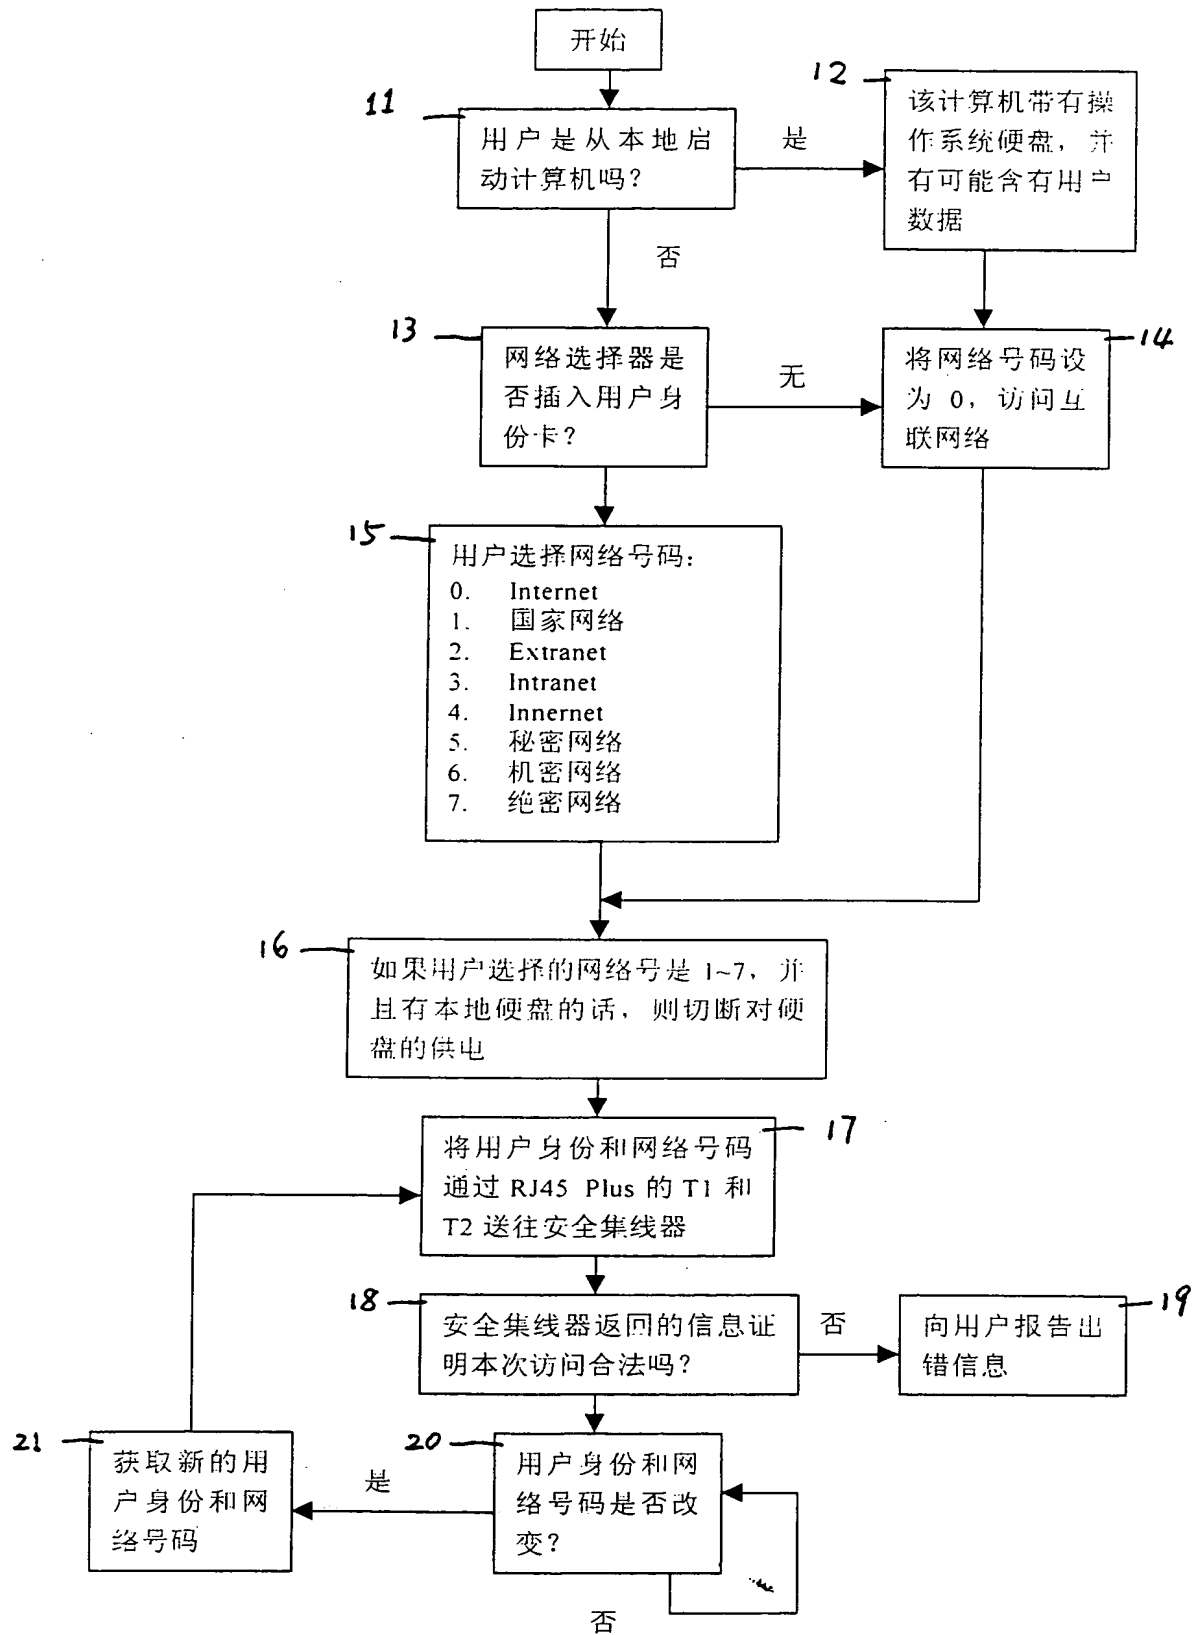 开始
11
用户是从本地启
动计算机吗?
是
12
该计算机带有操
作系统硬盘，并
有可能含有用户
数据
否
13
网络选择器是
否插入用户身
份卡?
无
14
将网络号码设
为 0，访问互
联网络
15
用户选择网络号码:
0. Internet
1. 国家网络
2. Extranet
3. Intranet
4. Innernet
5. 秘密网络
6. 机密网络
7. 绝密网络
16
如果用户选择的网络号是 1~7，并
且有本地硬盘的话，则切断对硬
盘的供电
17
将用户身份和网络号码
通过 RJ45 Plus 的 T1 和
T2 送往安全集线器
18
安全集线器返回的信息证
明本次访问合法吗?
否
19
向用户报告出
错信息
20
用户身份和网
络号码是否改
变?
是
21
获取新的用
户身份和网
络号码
否